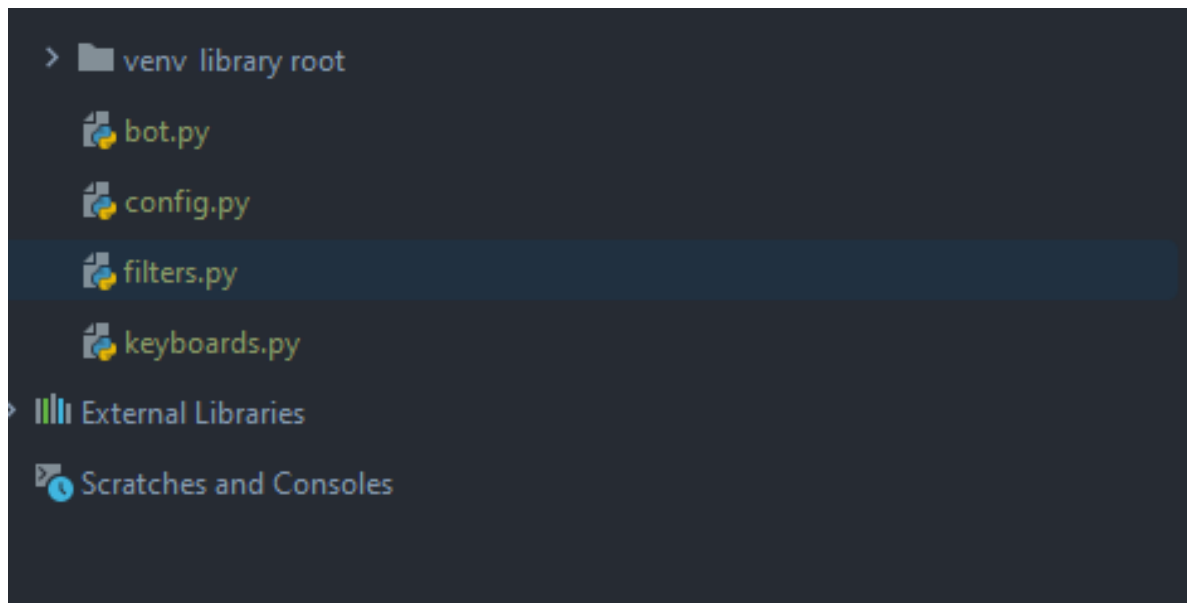 venv library root
bot.py
config.py
filters.py
keyboards.py
External Libraries
Scratches and Consoles